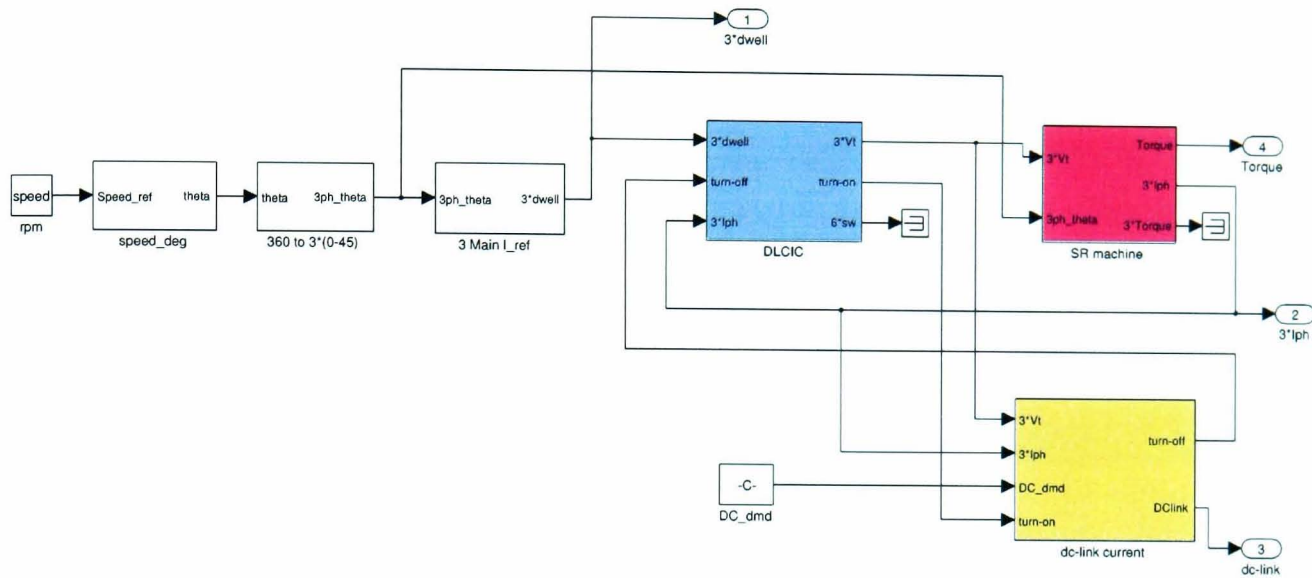 1
3*dwell
speed
rpm
Speed_ref
theta
speed_deg
theta
3ph_theta
360 to 3*(0-45)
3ph_theta
3*dwell
3 Main I_ref
3*dwell
turn-off
3*Iph
3*Vt
turn-on
6*sw
DLCIC
3*Vt
3ph_theta
Torque
3*Iph
3*Torque
SR machine
4
Torque
2
3*Iph
3*Vt
3*Iph
DC_dmd
turn-on
turn-off
DClink
dc-link current
-C-
DC_dmd
3
dc-link